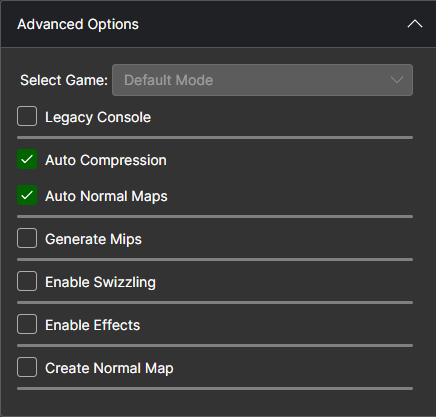 Advanced Options
Select Game: Default Mode
Legacy Console
Auto Compression
Auto Normal Maps
Generate Mips
Enable Swizzling
Enable Effects
Create Normal Map